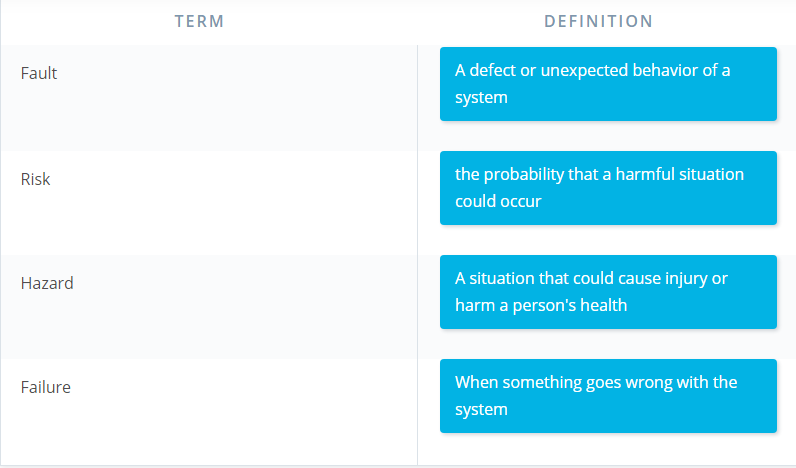 TERM DEFINITION
Fault
A defect or unexpected behavior of a
system
Risk
the probability that a harmful situation
could occur
Hazard
A situation that could cause injury or
harm a person's health
Failure
When something goes wrong with the
system